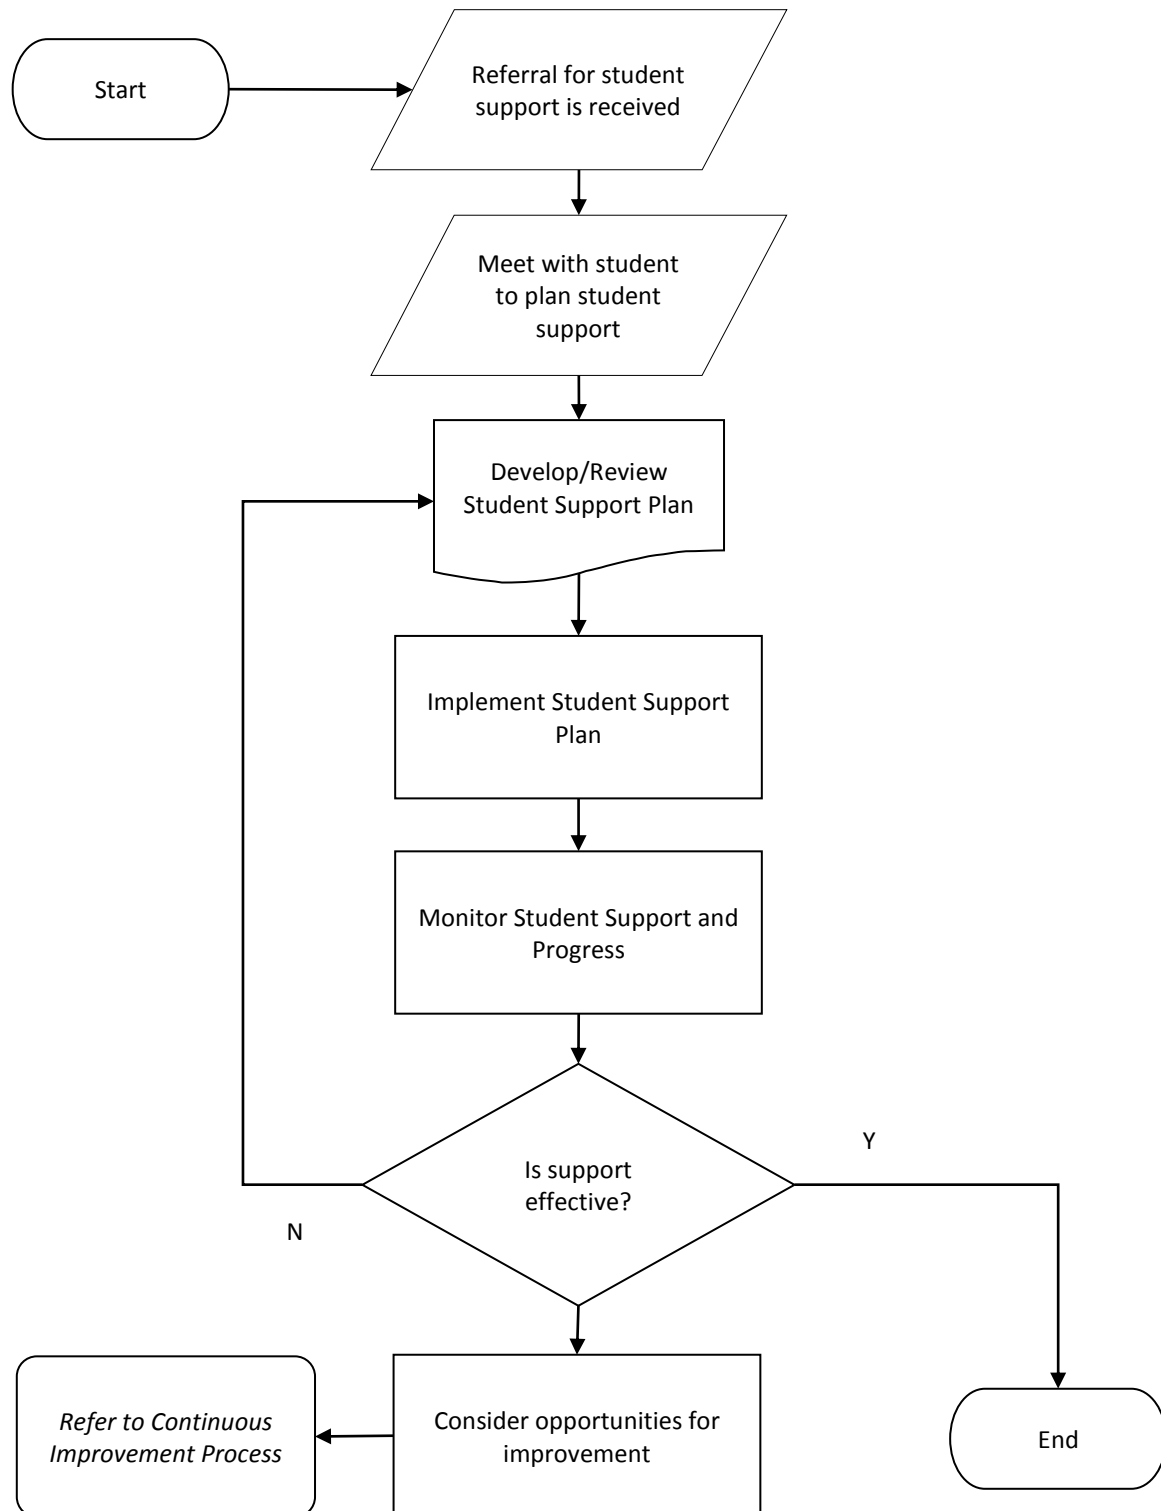 Start
Referral for student
support is received
Meet with student
to plan student
support
Develop/Review
Student Support Plan
Implement Student Support
Plan
Monitor Student Support and
Progress
Is support
effective?
Y
N
Refer to Continuous
Improvement Process
Consider opportunities for
improvement
End